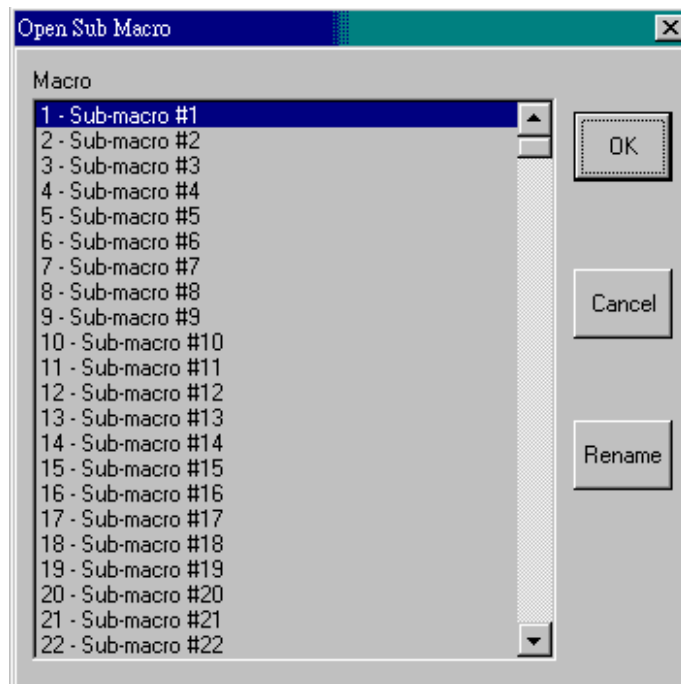 Open Sub Macro
Macro
1 - Sub-macro #1
2 - Sub-macro #2
3 - Sub-macro #3
4 - Sub-macro #4
5 - Sub-macro #5
6 - Sub-macro #6
7 - Sub-macro #7
8 - Sub-macro #8
9 - Sub-macro #9
10 - Sub-macro #10
11 - Sub-macro #11
12 - Sub-macro #12
13 - Sub-macro #13
14 - Sub-macro #14
15 - Sub-macro #15
16 - Sub-macro #16
17 - Sub-macro #17
18 - Sub-macro #18
19 - Sub-macro #19
20 - Sub-macro #20
21 - Sub-macro #21
22 - Sub-macro #22
OK
Cancel
Rename